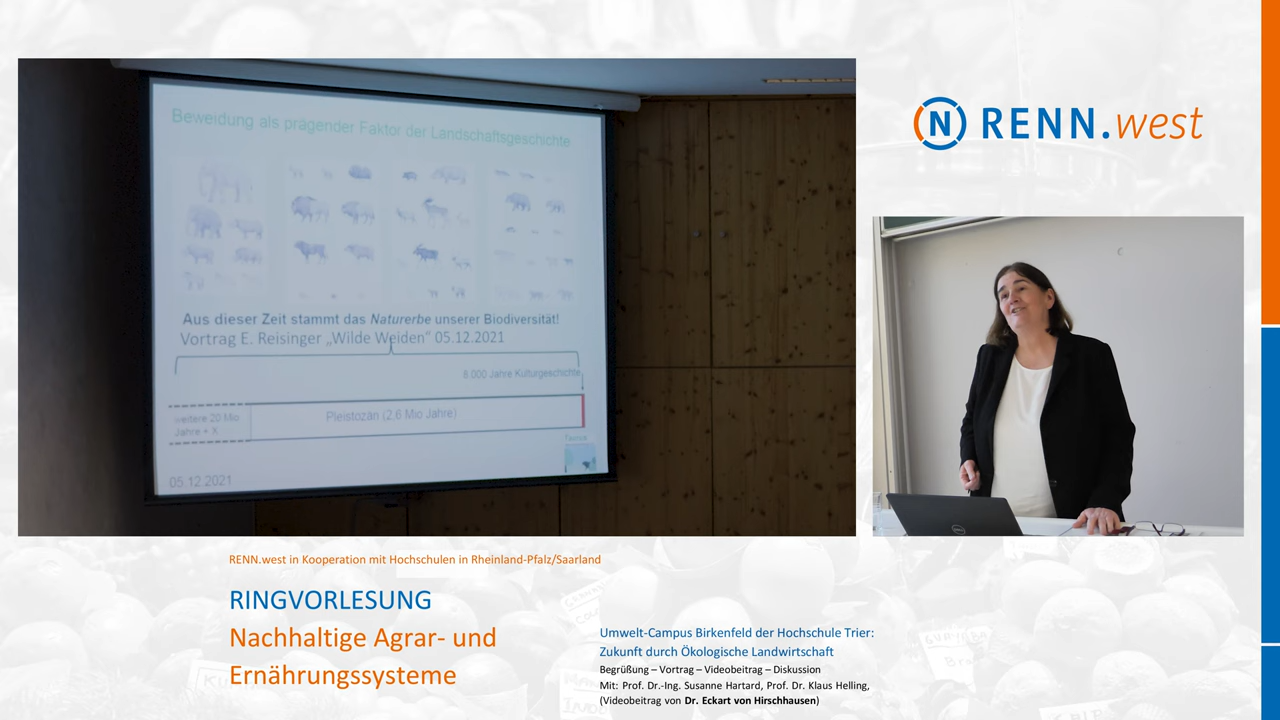 Beweidung als prägender Faktor der Landschaftsgeschichte
Aus dieser Zeit stammt das Naturerbe unserer Biodiversität!
Vortrag E. Reisinger „Wilde Weiden“ 05.12.2021
8.000 Jahre Kulturgeschichte
weitere 20 Mio
Jahre + X
Pleistozän (2,6 Mio Jahre)
05.12.2021
N RENN.west
DELL
RENN.west in Kooperation mit Hochschulen in Rheinland-Pfalz/Saarland
RINGVORLESUNG
Nachhaltige Agrar- und
Ernährungssysteme
Umwelt-Campus Birkenfeld der Hochschule Trier:
Zukunft durch Ökologische Landwirtschaft
Begrüßung – Vortrag – Videobeitrag – Diskussion
Mit: Prof. Dr.-Ing. Susanne Hartard, Prof. Dr. Klaus Helling,
(Videobeitrag von Dr. Eckart von Hirschhausen)